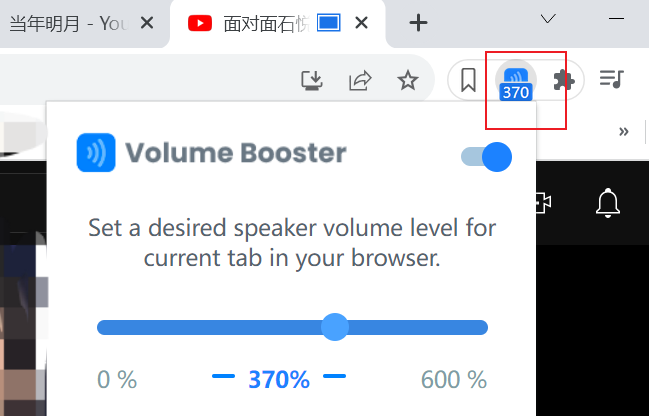 当年明月 - You
面对面石悦
370
»
Volume Booster
Set a desired speaker volume level for
current tab in your browser.
0 % 370% 600 %